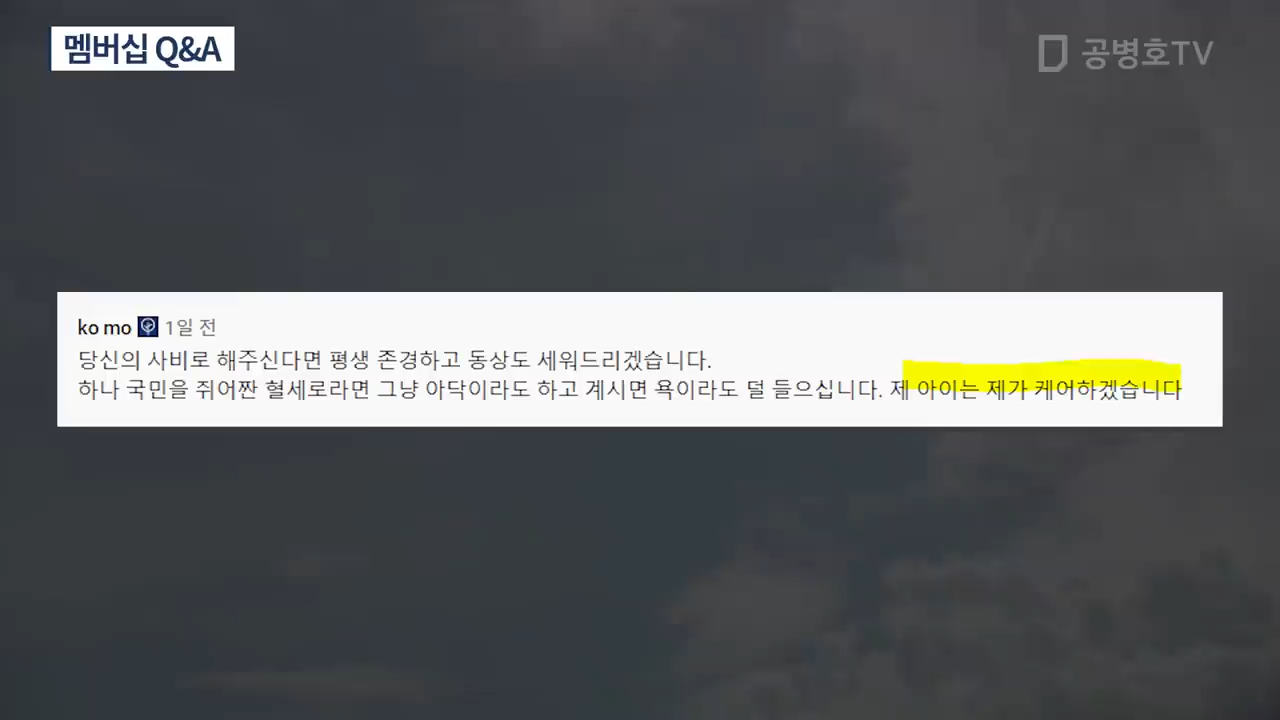 멤버십 Q&A
공병호TV
ko mo 1일 전
당신의 사비로 해주신다면 평생 존경하고 동상도 세워드리겠습니다.
하나 국민을 쥐어짠 혈세로라면 그냥 아닥이라도 하고 계시면 욕이라도 덜 들으십니다. 제 아이는 제가 케어하겠습니다